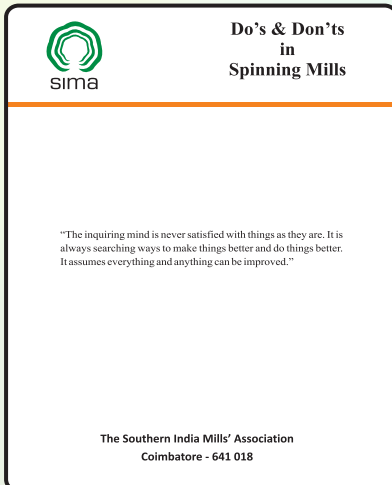 sima
Do’s & Don’ts
in
Spinning Mills
“The inquiring mind is never satisfied with things as they are. It is
always searching ways to make things better and do things better.
It assumes everything and anything can be improved.”
The Southern India Mills’ Association
Coimbatore - 641 018